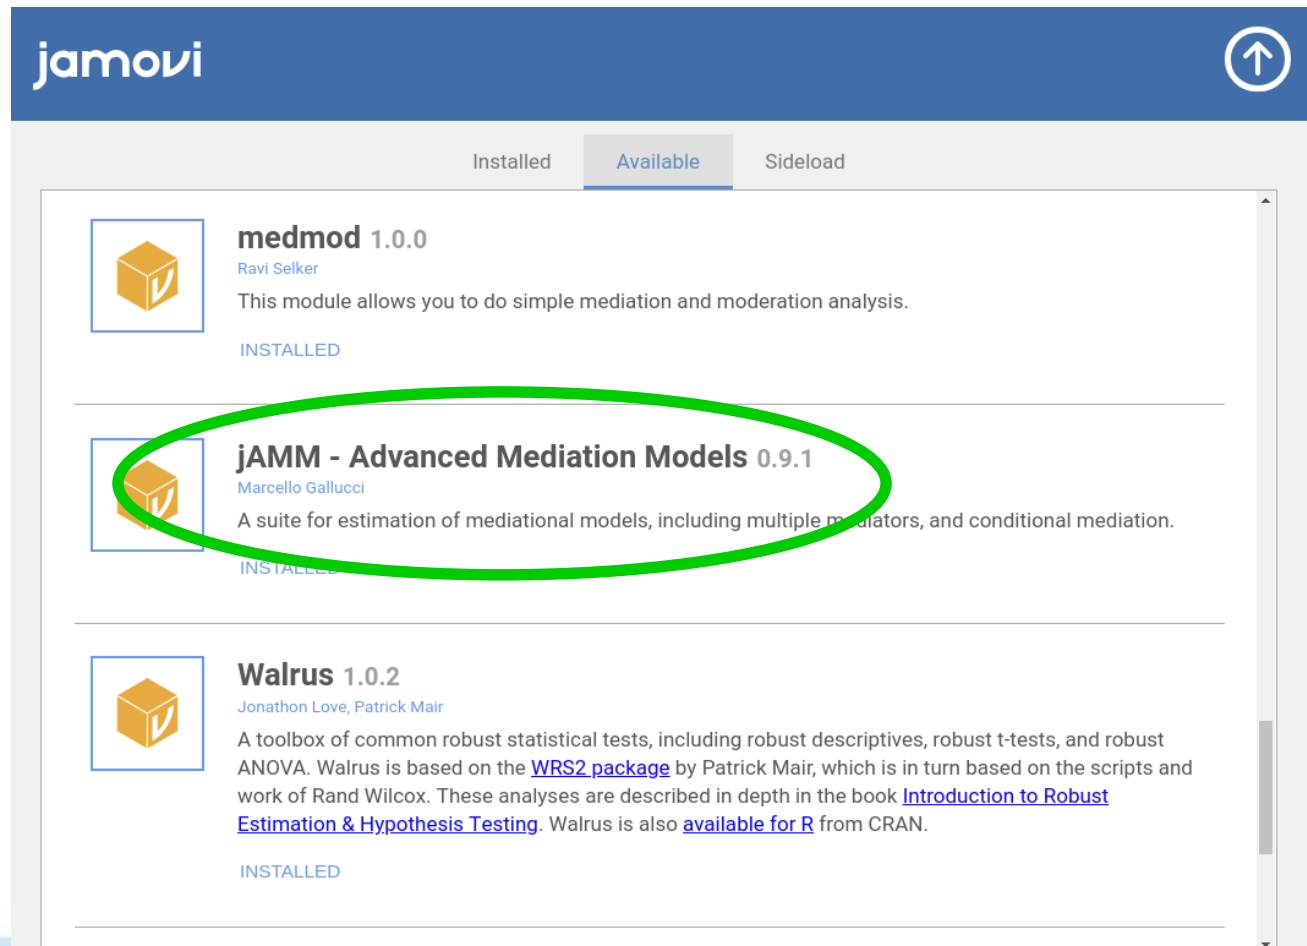 jamovi
Installed Available Sideload
medmod 1.0.0
Ravi Selker
This module allows you to do simple mediation and moderation analysis.
INSTALLED
jAMM - Advanced Mediation Models 0.9.1
Marcello Gallucci
A suite for estimation of mediational models, including multiple mediators, and conditional mediation.
INSTALLED
Walrus 1.0.2
Jonathon Love, Patrick Mair
A toolbox of common robust statistical tests, including robust descriptives, robust t-tests, and robust
ANOVA. Walrus is based on the WRS2 package by Patrick Mair, which is in turn based on the scripts and
work of Rand Wilcox. These analyses are described in depth in the book Introduction to Robust
Estimation & Hypothesis Testing. Walrus is also available for R from CRAN.
INSTALLED